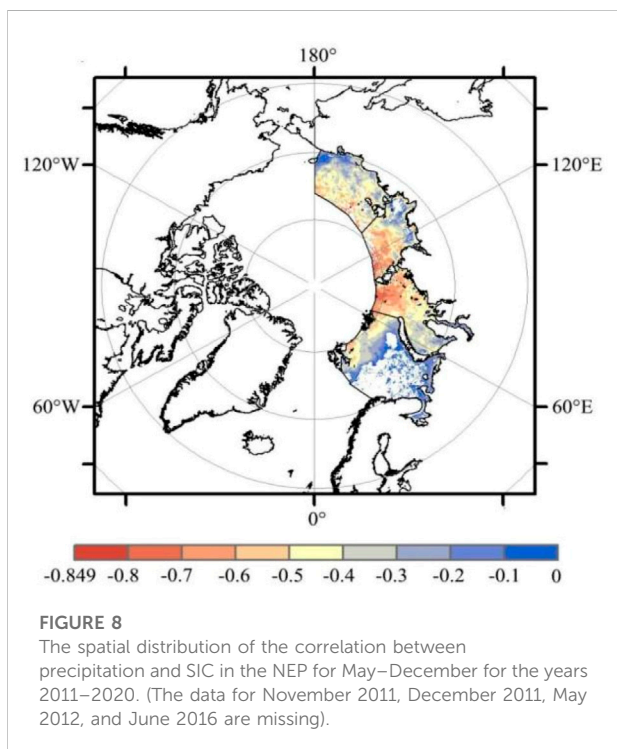 180°
120°W
120°E
60°W
60°E
0°
-0.849 -0.8 -0.7 -0.6 -0.5 -0.4 -0.3 -0.2 -0.1 0
FIGURE 8
The spatial distribution of the correlation between
precipitation and SIC in the NEP for May–December for the years
2011–2020. (The data for November 2011, December 2011, May
2012, and June 2016 are missing).